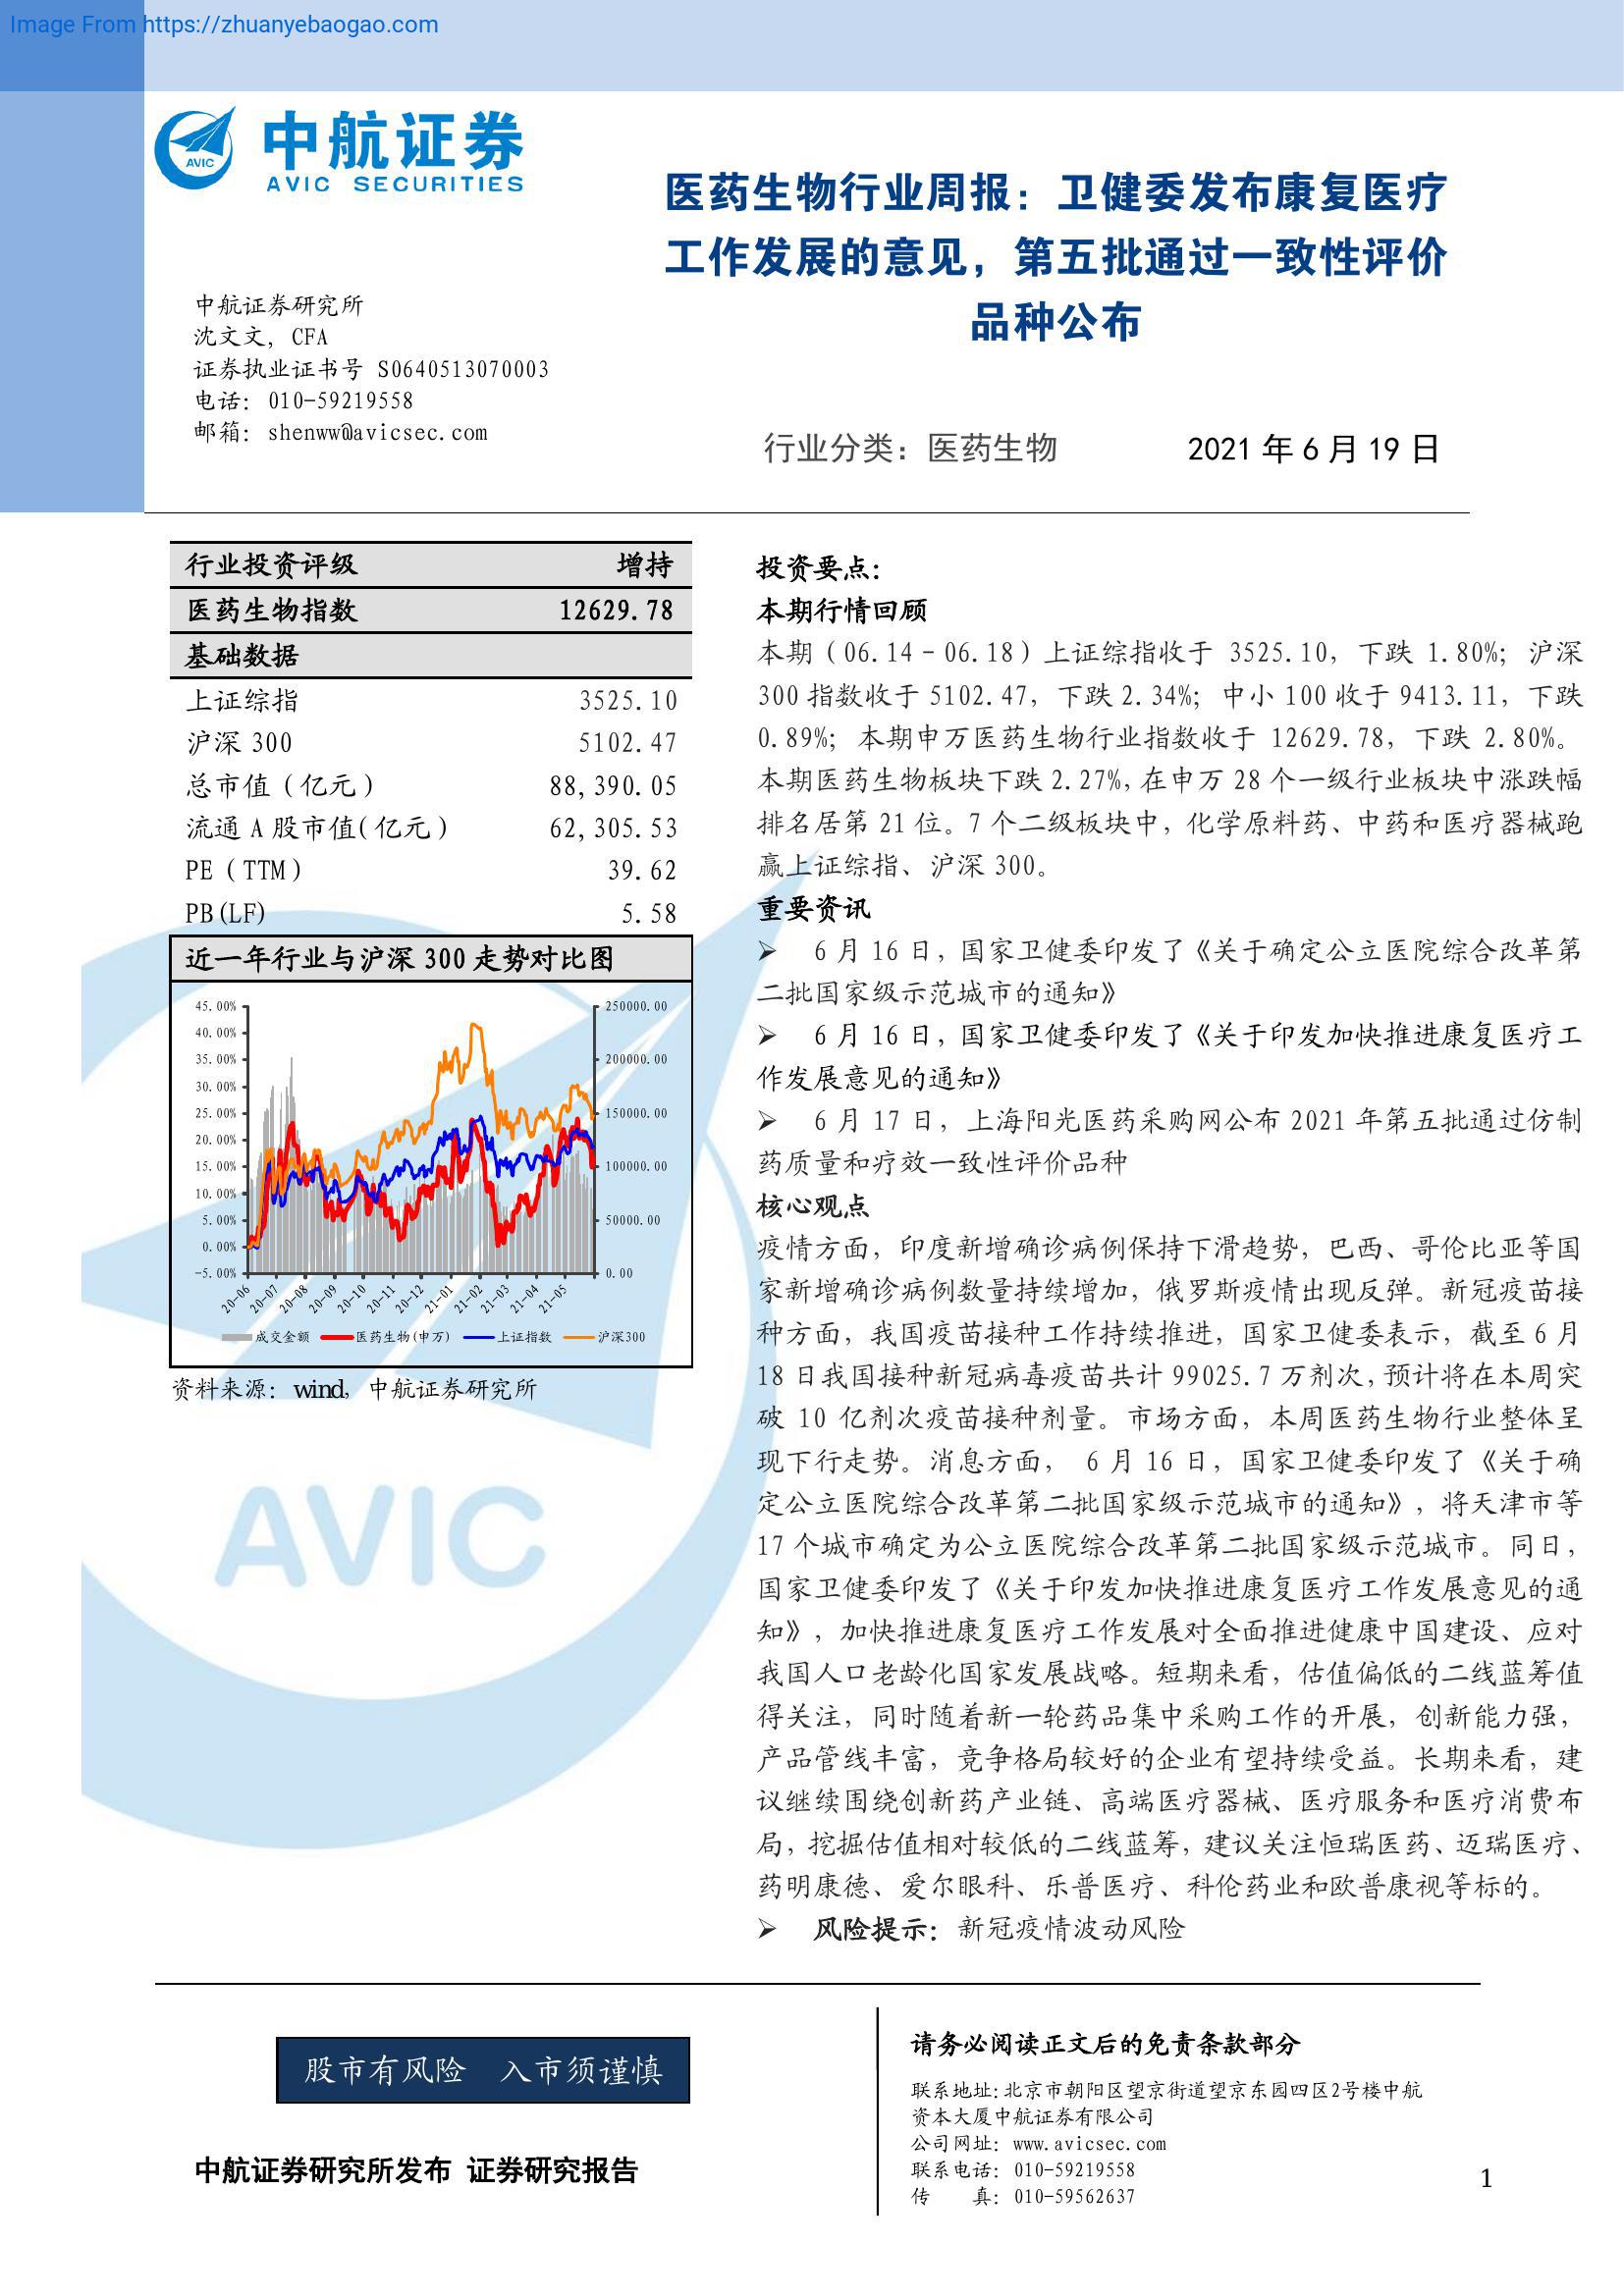 Image From https://zhuanyebaogao.com
中航证券
AVIC SECURITIES
AVIC
医药生物行业周报：卫健委发布康复医疗
工作发展的意见，第五批通过一致性评价
品种公布
中航证券研究所
沈文文，CFA
证券执业证书号 S0640513070003
电话：010-59219558
邮箱：shenww@avicsec.com
行业分类：医药生物 2021 年 6 月 19 日
行业投资评级 增持
医药生物指数 12629.78
基础数据
上证综指 3525.10
沪深 300 5102.47
总市值（亿元） 88,390.05
流通 A 股市值(亿元) 62,305.53
PE（TTM） 39.62
PB(LF) 5.58
近一年行业与沪深 300 走势对比图
45.00% 250000.00
40.00%
35.00% 200000.00
30.00%
25.00% 150000.00
20.00%
15.00% 100000.00
10.00%
5.00% 50000.00
0.00%
-5.00% 0.00
20-06 20-07 20-08 20-09 20-10 20-11 20-12 21-01 21-02 21-03 21-04 21-05
成交金额 医药生物(申万) 上证指数 沪深300
资料来源：wind，中航证券研究所
AVIC
投资要点：
本期行情回顾
本期（06.14-06.18）上证综指收于 3525.10，下跌 1.80%；沪深
300 指数收于 5102.47，下跌 2.34%；中小 100 收于 9413.11，下跌
0.89%；本期申万医药生物行业指数收于 12629.78，下跌 2.80%。
本期医药生物板块下跌 2.27%,在申万 28 个一级行业板块中涨跌幅
排名居第 21 位。7 个二级板块中，化学原料药、中药和医疗器械跑
赢上证综指、沪深 300。
重要资讯
➢ 6 月 16 日，国家卫健委印发了《关于确定公立医院综合改革第
二批国家级示范城市的通知》
➢ 6 月 16 日，国家卫健委印发了《关于印发加快推进康复医疗工
作发展意见的通知》
➢ 6 月 17 日，上海阳光医药采购网公布 2021 年第五批通过仿制
药质量和疗效一致性评价品种
核心观点
疫情方面，印度新增确诊病例保持下滑趋势，巴西、哥伦比亚等国
家新增确诊病例数量持续增加，俄罗斯疫情出现反弹。新冠疫苗接
种方面，我国疫苗接种工作持续推进，国家卫健委表示，截至 6 月
18 日我国接种新冠病毒疫苗共计 99025.7 万剂次,预计将在本周突
破 10 亿剂次疫苗接种剂量。市场方面，本周医药生物行业整体呈
现下行走势。消息方面， 6 月 16 日，国家卫健委印发了《关于确
定公立医院综合改革第二批国家级示范城市的通知》，将天津市等
17 个城市确定为公立医院综合改革第二批国家级示范城市。同日，
国家卫健委印发了《关于印发加快推进康复医疗工作发展意见的通
知》，加快推进康复医疗工作发展对全面推进健康中国建设、应对
我国人口老龄化国家发展战略。短期来看，估值偏低的二线蓝筹值
得关注，同时随着新一轮药品集中采购工作的开展，创新能力强，
产品管线丰富，竞争格局较好的企业有望持续受益。长期来看，建
议继续围绕创新药产业链、高端医疗器械、医疗服务和医疗消费布
局，挖掘估值相对较低的二线蓝筹，建议关注恒瑞医药、迈瑞医疗、
药明康德、爱尔眼科、乐普医疗、科伦药业和欧普康视等标的。
➢ 风险提示：新冠疫情波动风险
股市有风险 入市须谨慎
中航证券研究所发布 证券研究报告
请务必阅读正文后的免责条款部分
联系地址:北京市朝阳区望京街道望京东园四区2号楼中航
资本大厦中航证券有限公司
公司网址：www.avicsec.com
联系电话：010-59219558
传 真：010-59562637
1